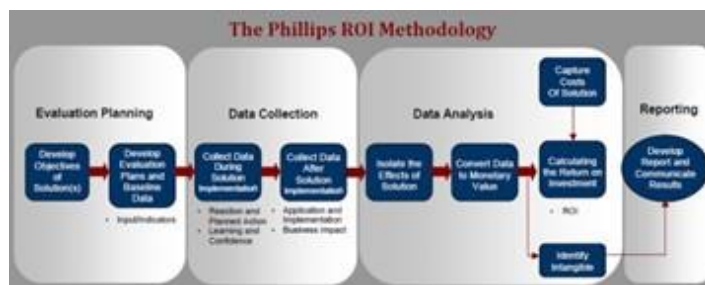 The Phillips ROI Methodology
Evaluation Planning
Develop
Objectives
of
Solution(s)
Develop
Evaluation
Plans and
Baseline
Data
• Input/Indicators
Data Collection
Collect Data
During
Solution
Implementation
• Reaction and
Planned Action
• Learning and
Confidence
Collect Data
After
Solution
Implementation
• Application and
Implementation
• Business Impact
Data Analysis
Isolate the
Effects of
Solution
Convert Data
to Monetary
Value
Capture
Costs
Of Solution
Calculating
the Return on
Investment
• ROI
Identify
Intangible
Reporting
Develop
Report and
Communicate
Results